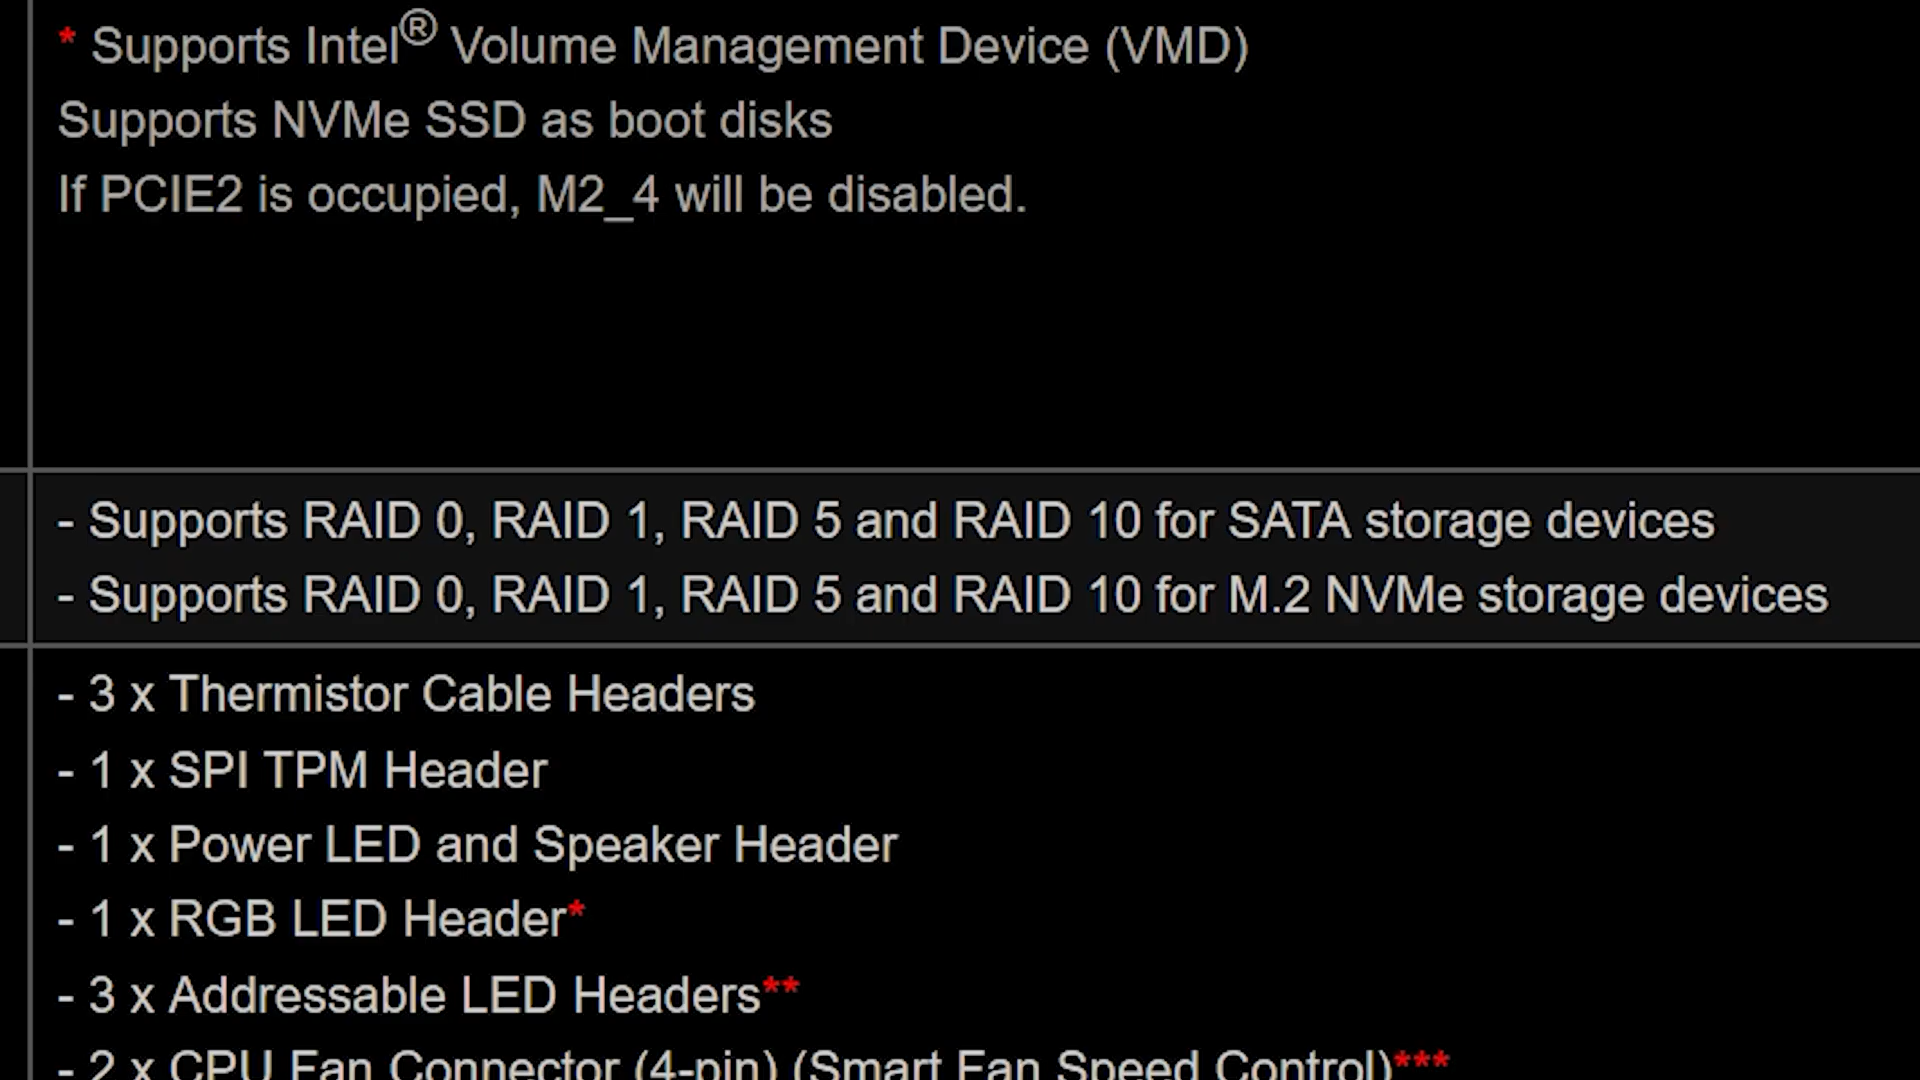 * Supports Intel® Volume Management Device (VMD)
Supports NVMe SSD as boot disks
If PCIE2 is occupied, M2_4 will be disabled.
- Supports RAID 0, RAID 1, RAID 5 and RAID 10 for SATA storage devices
- Supports RAID 0, RAID 1, RAID 5 and RAID 10 for M.2 NVMe storage devices
- 3 x Thermistor Cable Headers
- 1 x SPI TPM Header
- 1 x Power LED and Speaker Header
- 1 x RGB LED Header*
- 3 x Addressable LED Headers**
- 2 x CPU Fan Connector (4-pin) (Smart Fan Speed Control)***